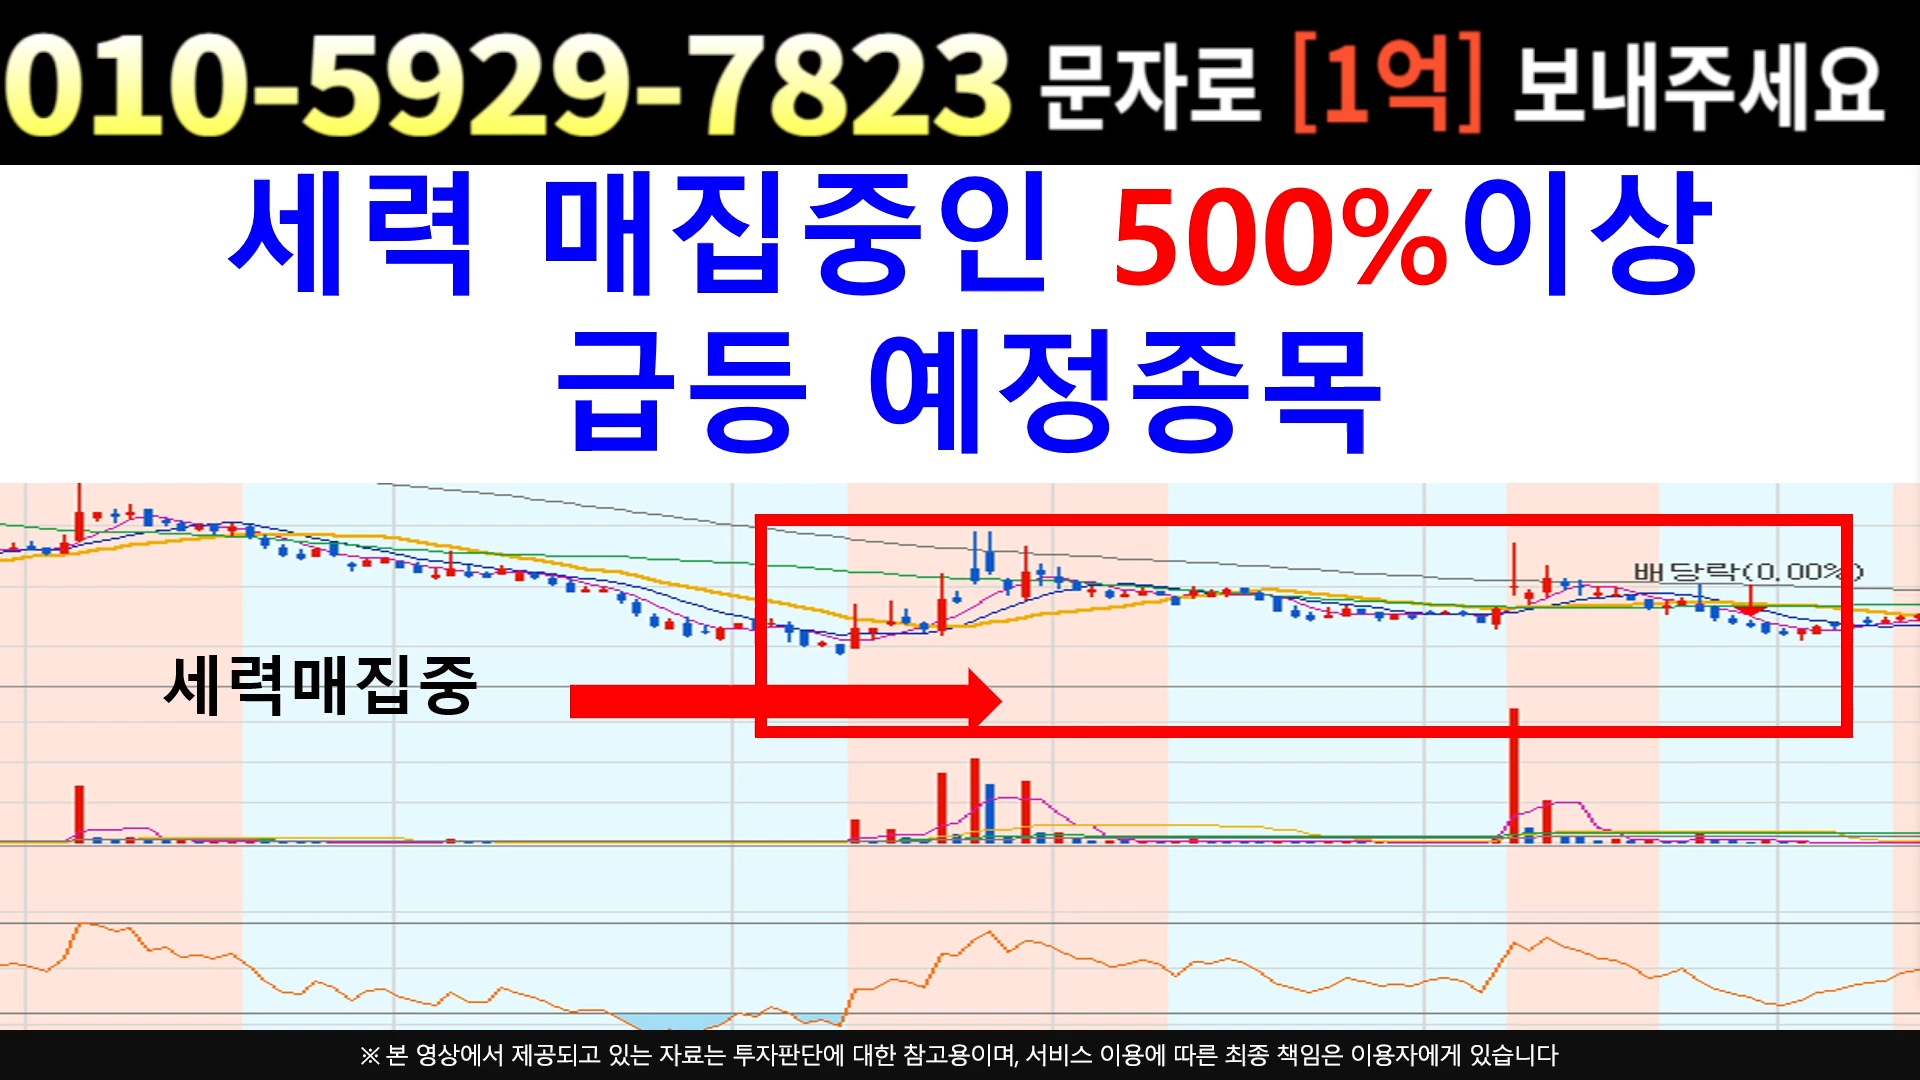 010-5929-7823 문자로 [1억] 보내주세요
세력 매집중인 500%이상
급등 예정종목
배당락(0.00%)
세력매집중
※ 본 영상에서 제공되고 있는 자료는 투자판단에 대한 참고용이며, 서비스 이용에 따른 최종 책임은 이용자에게 있습니다